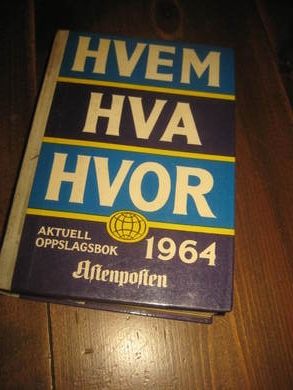 HVEM
HVA
HVOR
AKTUELL
OPPSLAGSBOK 1964
Aftenposten